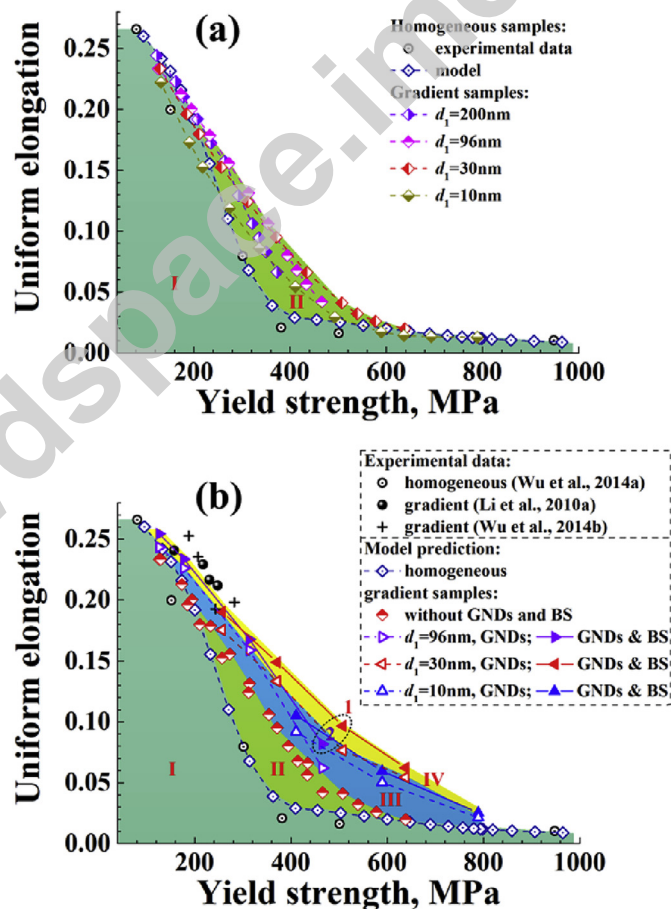 (a)
Homogeneous samples:
experimental data
model
Gradient samples:
d1=200nm
d1=96nm
d1=30nm
d1=10nm
0.25
0.20
0.15
0.10
0.05
0.00
Uniform elongation
I
II
200 400 600 800 1000
Yield strength, MPa
(b)
Experimental data:
homogeneous (Wu et al., 2014a)
gradient (Li et al., 2010a)
gradient (Wu et al., 2014b)
Model prediction:
homogeneous
gradient samples:
without GNDs and BS
d1=96nm, GNDs; GNDs & BS
d1=30nm, GNDs; GNDs & BS
d1=10nm, GNDs; GNDs & BS
0.25
0.20
0.15
0.10
0.05
0.00
Uniform elongation
1
2
I
II
III
IV
200 400 600 800 1000
Yield strength, MPa